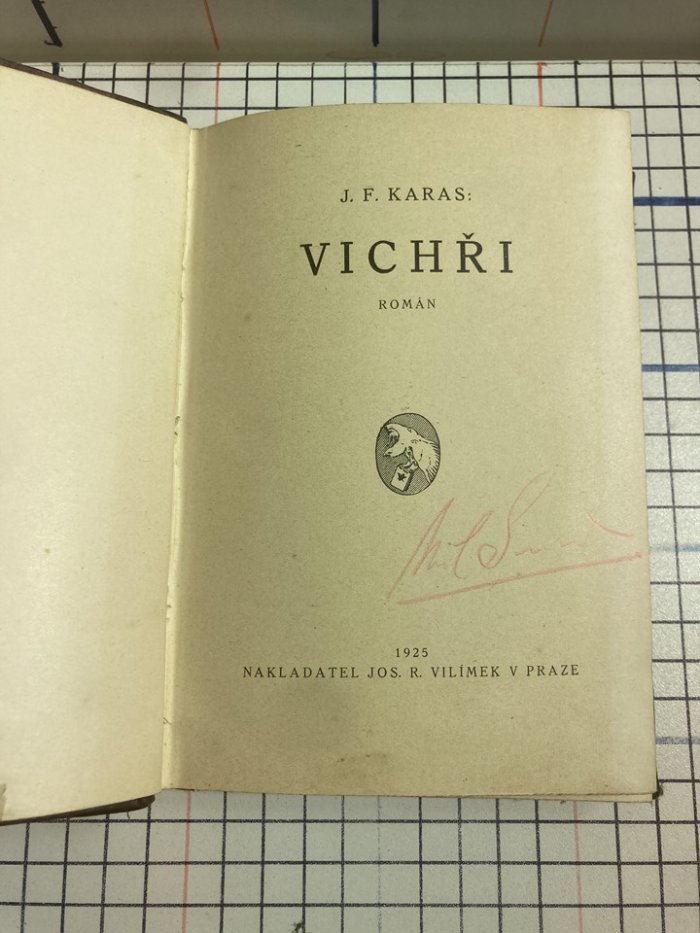 J. F. KARAS:
VICHŘI
ROMÁN
1925
NAKLADATEL JOS. R. VILÍMEK V PRAZE